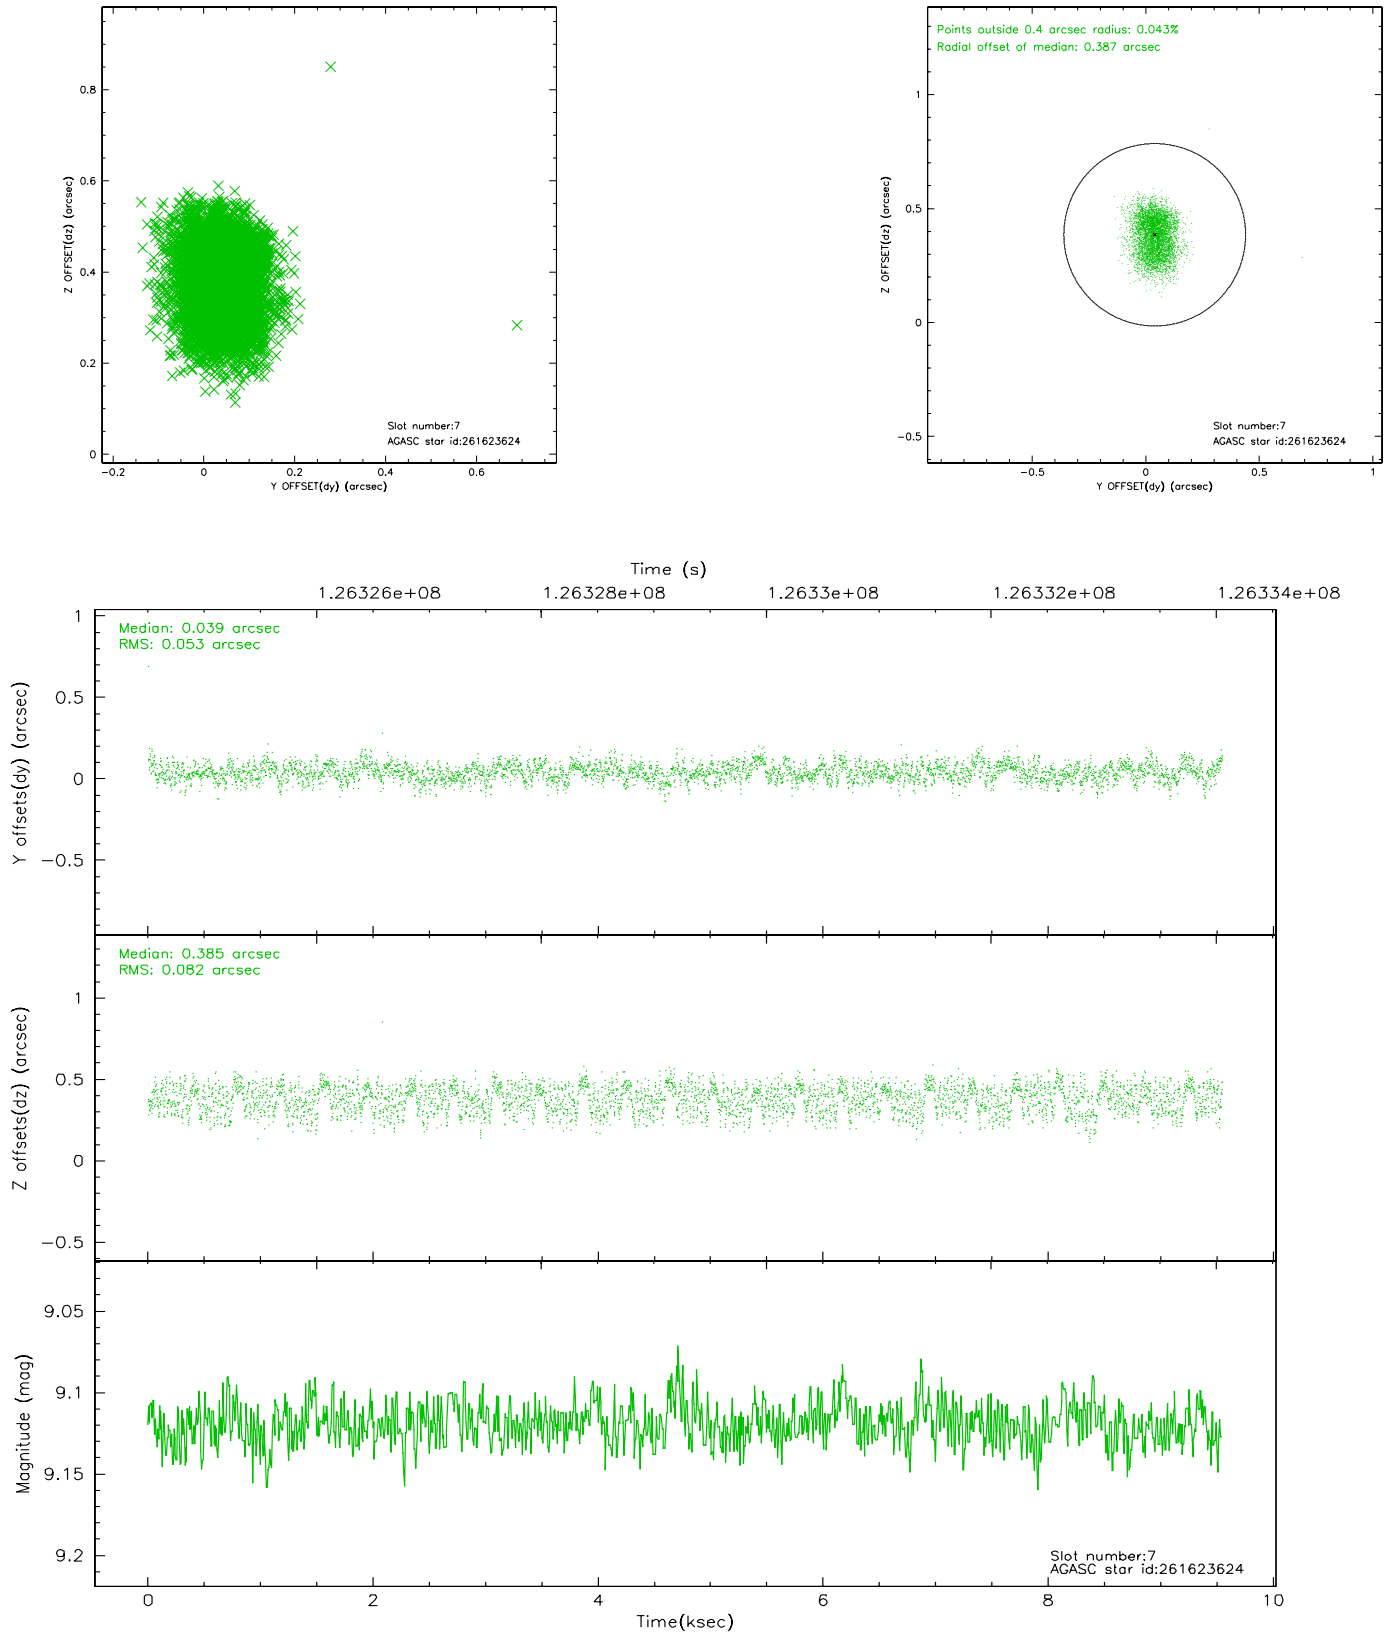 0.8
0.6
0.4
0.2
0
Z OFFSET(dz) (arcsec)
Slot number:7
AGASC star id:261623624
−0.2 0 0.2 0.4 0.6
Y OFFSET(dy) (arcsec)
Points outside 0.4 arcsec radius: 0.043%
Radial offset of median: 0.387 arcsec
1
0.5
0
−0.5
Z OFFSET(dz) (arcsec)
Slot number:7
AGASC star id:261623624
−0.5 0 0.5 1
Y OFFSET(dy) (arcsec)
Time (s)
1.26326e+08 1.26328e+08 1.2633e+08 1.26332e+08 1.26334e+08
Median: 0.039 arcsec
RMS: 0.053 arcsec
1
0.5
0
−0.5
Y offsets(dy) (arcsec)
Median: 0.385 arcsec
RMS: 0.082 arcsec
1
0.5
0
−0.5
Z offsets(dz) (arcsec)
9.05
9.1
9.15
9.2
Magnitude (mag)
Slot number:7
AGASC star id:261623624
0 2 4 6 8 10
Time(ksec)